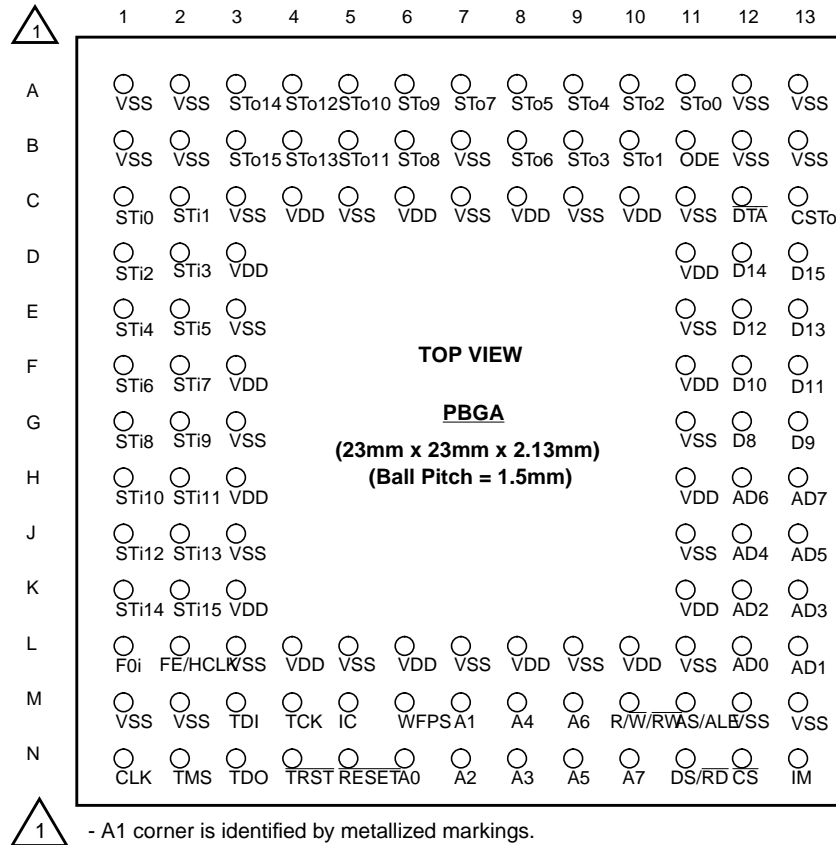 1 2 3 4 5 6 7 8 9 10 11 12 13
1
A
VSS VSS STo14 STo12 STo10 STo9 STo7 STo5 STo4 STo2 STo0 VSS VSS
B
VSS VSS STo15 STo13 STo11 STo8 VSS STo6 STo3 STo1 ODE VSS VSS
C
STi0 STi1 VSS VDD VSS VDD VSS VDD VSS VDD VSS DTA CSTo
D
STi2 STi3 VDD VDD D14 D15
E
STi4 STi5 VSS VSS D12 D13
TOP VIEW
F
STi6 STi7 VDD VDD D10 D11
PBGA
G
STi8 STi9 VSS VSS D8 D9
(23mm x 23mm x 2.13mm)
(Ball Pitch = 1.5mm)
H
STi10 STi11 VDD VDD AD6 AD7
J
STi12 STi13 VSS VSS AD4 AD5
K
STi14 STi15 VDD VDD AD2 AD3
L
F0i FE/HCLK VSS VDD VSS VDD VSS VDD VSS VDD VSS AD0 AD1
M
VSS VSS TDI TCK IC WFPS A1 A4 A6 R/W/RW AS/ALE VSS VSS
N
CLK TMS TDO TRST RESET A0 A2 A3 A5 A7 DS/RD CS IM
1 - A1 corner is identified by metallized markings.